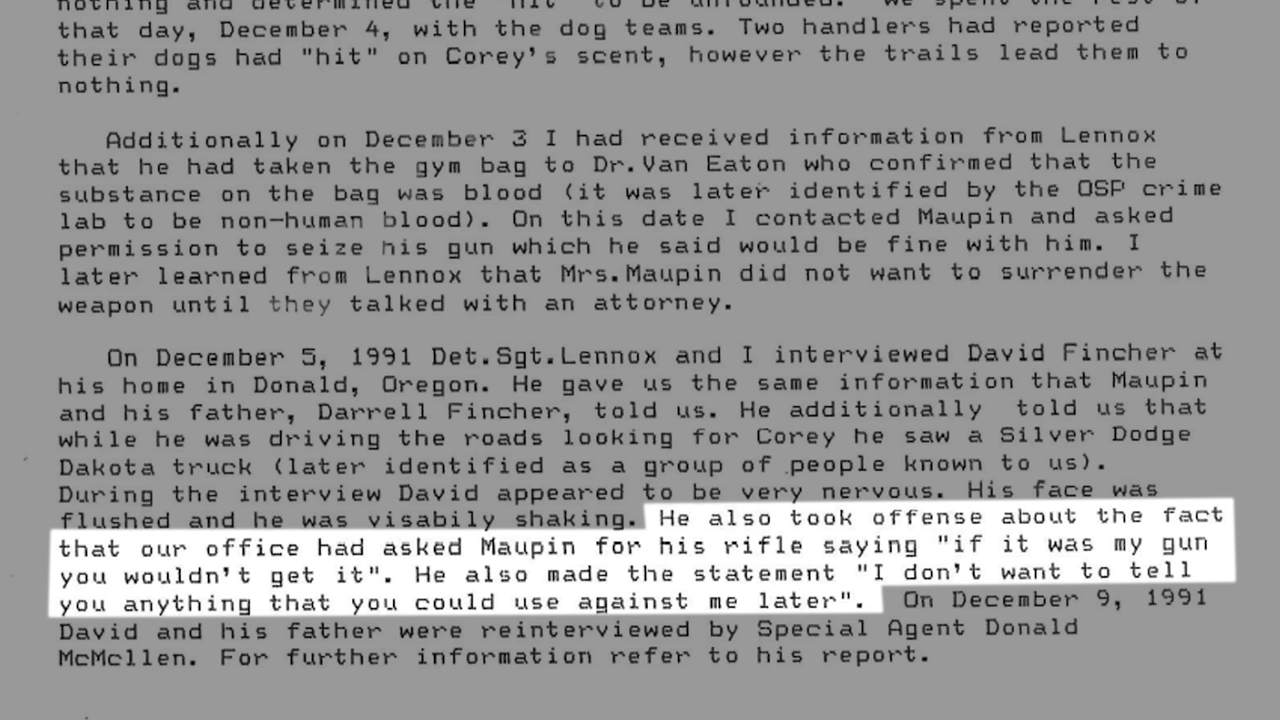 that day, December 4, with the dog teams. Two handlers had reported
their dogs had "hit" on Corey's scent, however the trails lead them to
nothing.
Additionally on December 3 I had received information from Lennox
that he had taken the gym bag to Dr.Van Eaton who confirmed that the
substance on the bag was blood (it was later identified by the OSP crime
lab to be non-human blood). On this date I contacted Maupin and asked
permission to seize his gun which he said would be fine with him. I
later learned from Lennox that Mrs.Maupin did not want to surrender the
weapon until they talked with an attorney.
On December 5, 1991 Det.Sgt.Lennox and I interviewed David Fincher at
his home in Donald, Oregon. He gave us the same information that Maupin
and his father, Darrell Fincher, told us. He additionally told us that
while he was driving the roads looking for Corey he saw a Silver Dodge
Dakota truck (later identified as a group of people known to us).
During the interview David appeared to be very nervous. His face was
flushed and he was visabily shaking. He also took offense about the fact
that our office had asked Maupin for his rifle saying "if it was my gun
you wouldn't get it". He also made the statement "I don't want to tell
you anything that you could use against me later". On December 9, 1991
David and his father were reinterviewed by Special Agent Donald
McMcllen. For further information refer to his report.